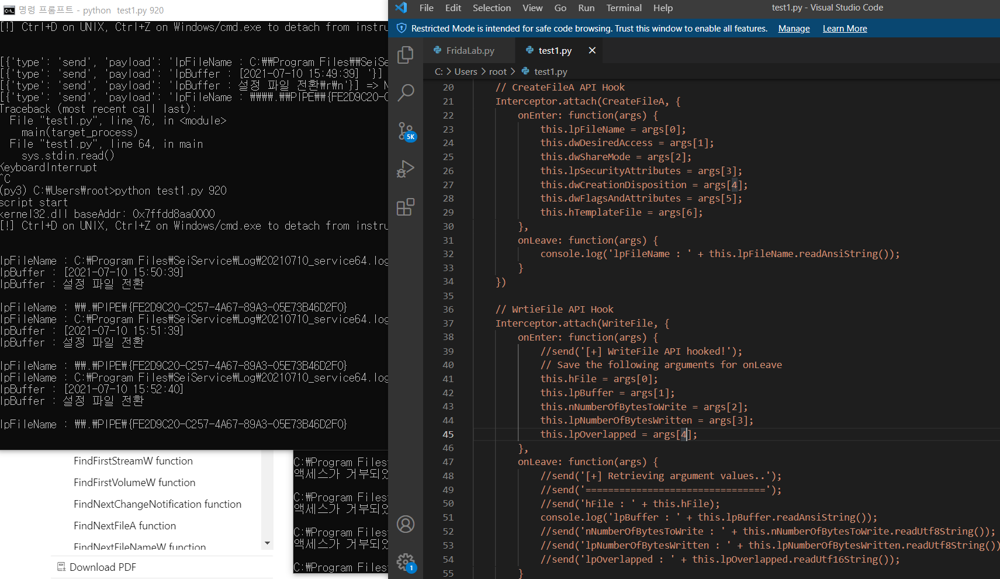 명령 프롬프트 - python  test1.py 920
[!] Ctrl+D on UNIX, Ctrl+Z on Windows/cmd.exe to detach from instru
[{'type': 'send', 'payload': 'lpFileName : C:₩₩Program Files₩₩SeiSe
[{'type': 'send', 'payload': 'lpBuffer : [2021-07-10 15:49:39] '}]
[{'type': 'send', 'payload': 'lpBuffer : 설정 파일 전환₩r₩n'}] => N
[{'type': 'send', 'payload': 'lpFileName : ₩₩₩₩.₩₩PIPE₩₩{FE2D9C20-C
Traceback (most recent call last):
File "test1.py", line 76, in <module>
main(target_process)
File "test1.py", line 64, in main
sys.stdin.read()
KeyboardInterrupt
^C
(py3) C:₩Users₩root>python test1.py 920
script start
kernel32.dll baseAddr: 0x7ffdd8aa0000
[!] Ctrl+D on UNIX, Ctrl+Z on Windows/cmd.exe to detach from instru
lpFileName : C:₩Program Files₩SeiService₩Log₩20210710_service64.log
lpBuffer : [2021-07-10 15:50:39]
lpBuffer : 설정 파일 전환
lpFileName : ₩₩.₩PIPE₩{FE2D9C20-C257-4A67-89A3-05E73B46D2F0}
lpFileName : C:₩Program Files₩SeiService₩Log₩20210710_service64.log
lpBuffer : [2021-07-10 15:51:39]
lpBuffer : 설정 파일 전환
lpFileName : ₩₩.₩PIPE₩{FE2D9C20-C257-4A67-89A3-05E73B46D2F0}
lpFileName : C:₩Program Files₩SeiService₩Log₩20210710_service64.log
lpBuffer : [2021-07-10 15:52:40]
lpBuffer : 설정 파일 전환
lpFileName : ₩₩.₩PIPE₩{FE2D9C20-C257-4A67-89A3-05E73B46D2F0}
FindFirstStreamW function
FindFirstVolumeW function
FindNextChangeNotification function
FindNextFileA function
FindNextFileNameW function
Download PDF
C:₩Program Files
액세스가 거부되었
C:₩Program Files
액세스가 거부되었
C:₩Program Files
액세스가 거부되었
C:₩Program Files
File Edit Selection View Go Run Terminal Help
test1.py - Visual Studio Code
Restricted Mode is intended for safe code browsing. Trust this window to enable all features. Manage Learn More
FridaLab.py test1.py
C: > Users > root > test1.py
5K
1
20 // CreateFileA API Hook
21 Interceptor.attach(CreateFileA, {
22 onEnter: function(args) {
23 this.lpFileName = args[0];
24 this.dwDesiredAccess = args[1];
25 this.dwShareMode = args[2];
26 this.lpSecurityAttributes = args[3];
27 this.dwCreationDisposition = args[4];
28 this.dwFlagsAndAttributes = args[5];
29 this.hTemplateFile = args[6];
30 },
31 onLeave: function(args) {
32 console.log('lpFileName : ' + this.lpFileName.readAnsiString());
33 }
34 })
35
36 // WrtieFile API Hook
37 Interceptor.attach(WriteFile, {
38 onEnter: function(args) {
39 //send('[+] WriteFile API hooked!');
40 // Save the following arguments for onLeave
41 this.hFile = args[0];
42 this.lpBuffer = args[1];
43 this.nNumberOfBytesToWrite = args[2];
44 this.lpNumberOfBytesWritten = args[3];
45 this.lpOverlapped = args[4];
46 },
47 onLeave: function(args) {
48 //send('[+] Retrieving argument values..');
49 //send('================================');
50 //send('hFile : ' + this.hFile);
51 console.log('lpBuffer : ' + this.lpBuffer.readAnsiString());
52 //send('nNumberOfBytesToWrite : ' + this.nNumberOfBytesToWrite.readUtf8String());
53 //send('lpNumberOfBytesWritten : ' + this.lpNumberOfBytesWritten.readUtf8String())
54 //send('lpOverlapped : ' + this.lpOverlapped.readUtf16String());
55 }